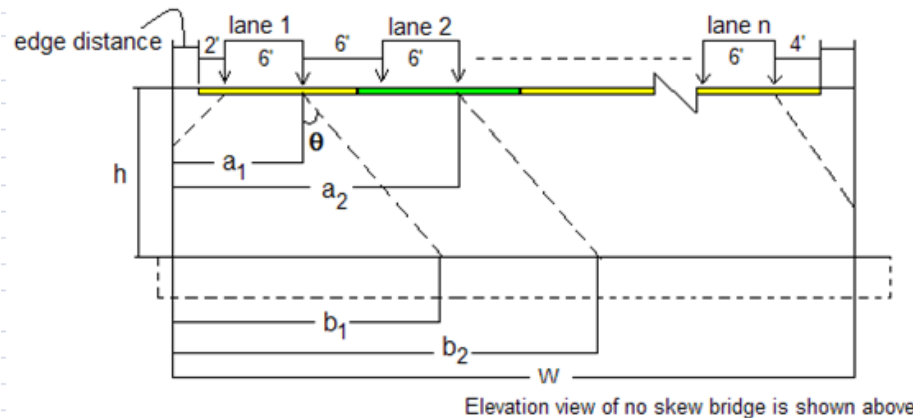 lane 1
lane 2
lane n
edge distance
2'
6'
6'
6'
6'
4'
θ
a1
h
a2
b1
b2
W
Elevation view of no skew bridge is shown above